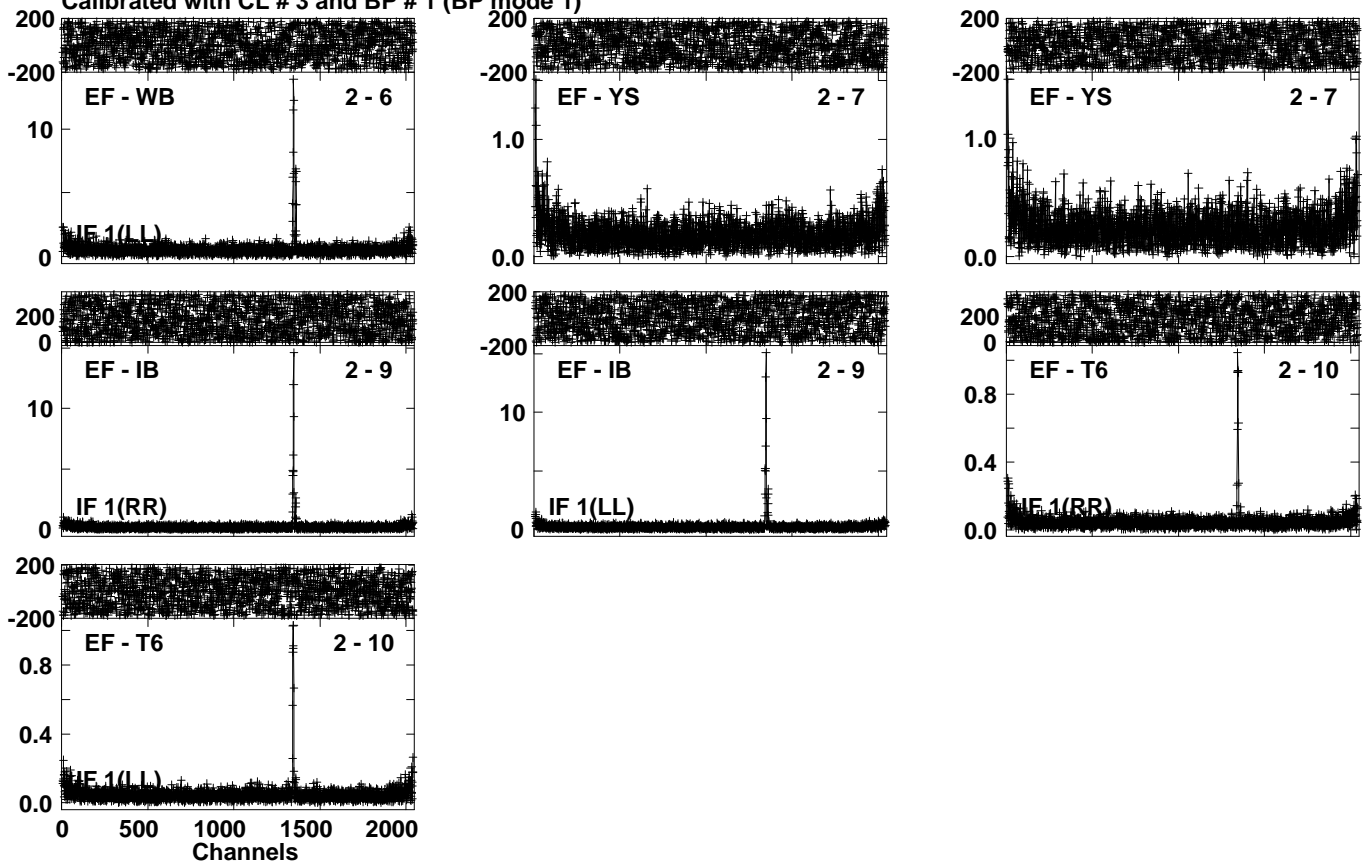 Calibrated with CL # 3 and BP # 1 (BP mode 1)
200
-200
EF - WB 2 - 6
10
IF 1(LL)
0
200
-200
EF - YS 2 - 7
1.0
0.0
200
-200
EF - YS 2 - 7
1.0
0.0
200
0
EF - IB 2 - 9
10
IF 1(RR)
0
200
-200
EF - IB 2 - 9
10
IF 1(LL)
0
200
0
EF - T6 2 - 10
0.8
0.4
IF 1(RR)
0.0
200
-200
EF - T6 2 - 10
0.8
0.4
IF 1(LL)
0.0
0 500 1000 1500 2000
Channels